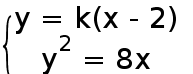 y = k(x - 2)
y² = 8x